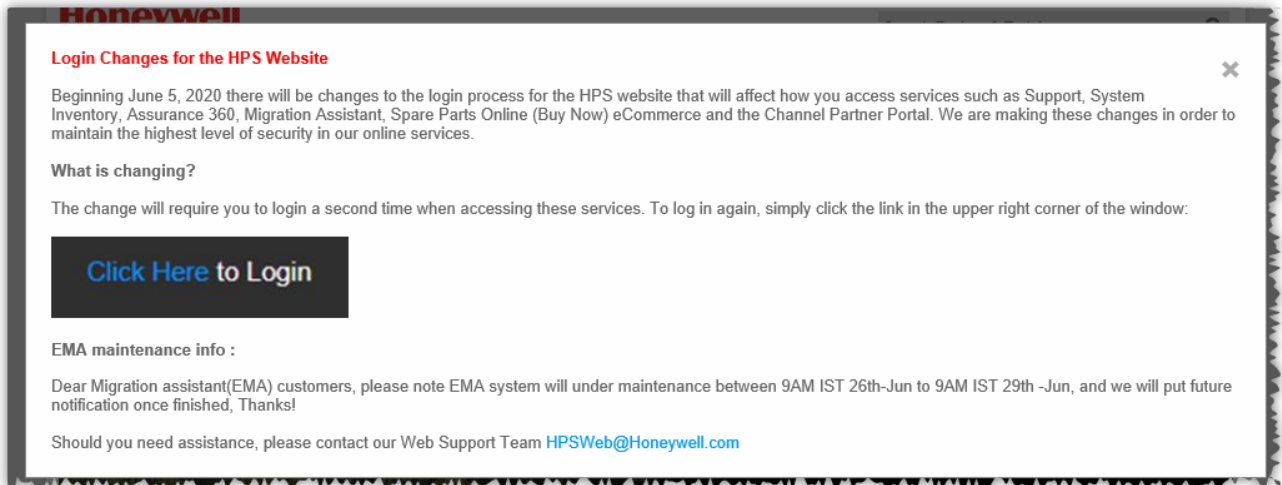 Honeywell
Login Changes for the HPS Website
Beginning June 5, 2020 there will be changes to the login process for the HPS website that will affect how you access services such as Support, System
Inventory, Assurance 360, Migration Assistant, Spare Parts Online (Buy Now) eCommerce and the Channel Partner Portal. We are making these changes in order to
maintain the highest level of security in our online services.
What is changing?
The change will require you to login a second time when accessing these services. To log in again, simply click the link in the upper right corner of the window:
Click Here to Login
EMA maintenance info :
Dear Migration assistant(EMA) customers, please note EMA system will under maintenance between 9AM IST 26th-Jun to 9AM IST 29th -Jun, and we will put future
notification once finished, Thanks!
Should you need assistance, please contact our Web Support Team HPSWeb@Honeywell.com